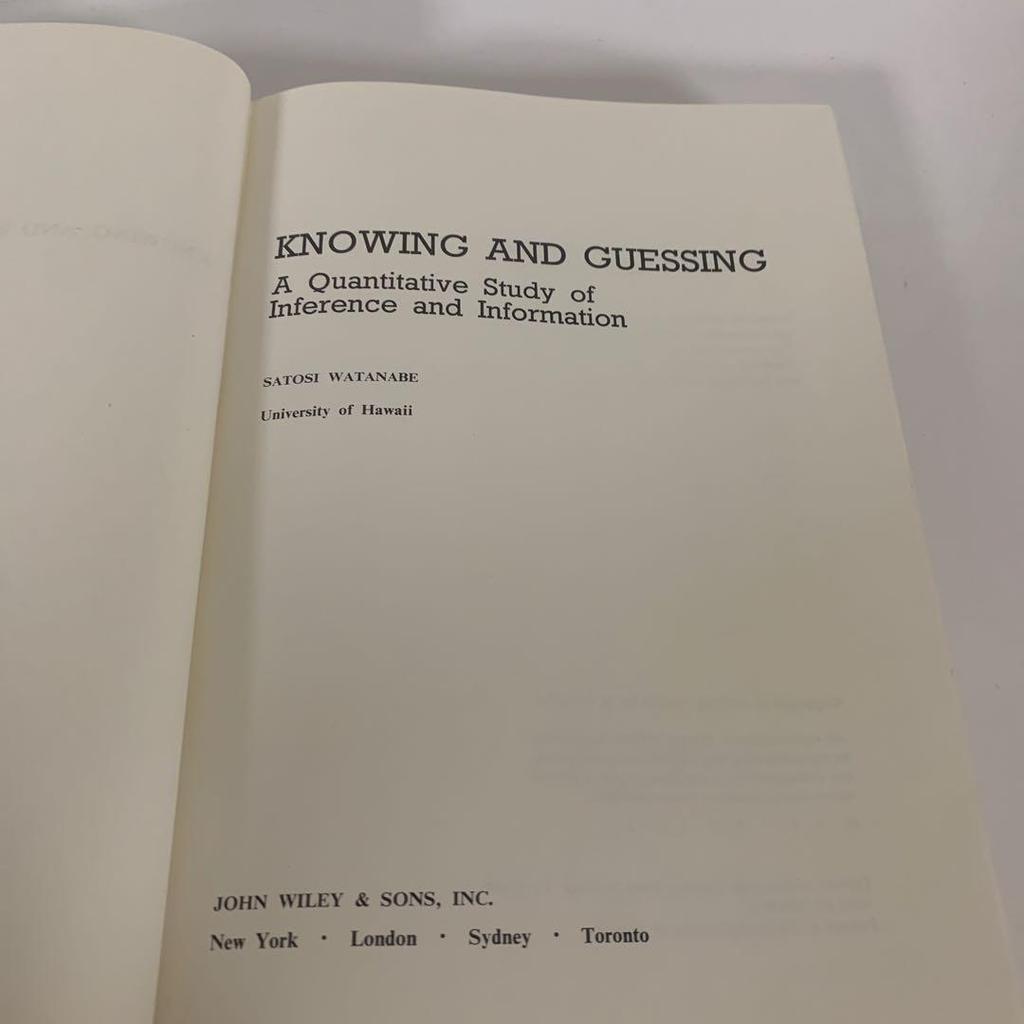 KNOWING AND GUESSING
A Quantitative Study of
Inference and Information
SATOSI WATANABE
University of Hawaii
JOHN WILEY & SONS, INC.
New York · London · Sydney · Toronto